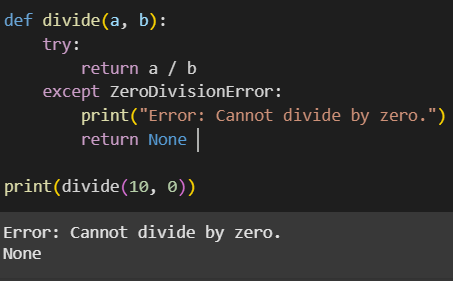 def divide(a, b):
    try:
        return a / b
    except ZeroDivisionError:
        print("Error: Cannot divide by zero.")
        return None

print(divide(10, 0))
Error: Cannot divide by zero.
None